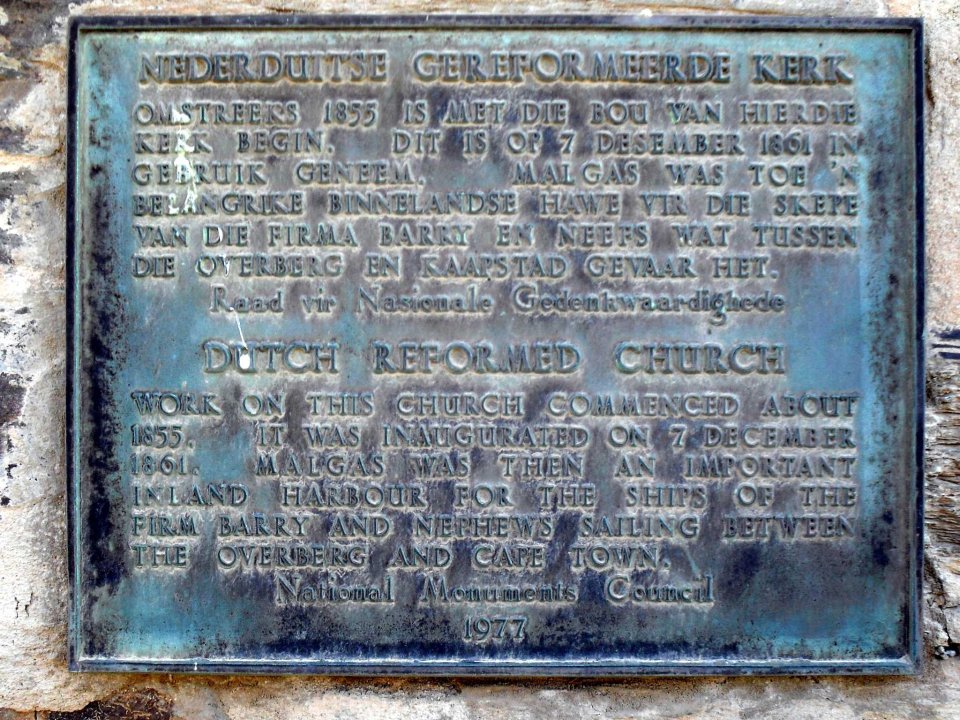 NEDERDUITSE GEREFORMEERDE KERK
OMSTREEKS 1855 IS MET DIE BOU VAN HIERDIE
KERK BEGIN. DIT IS OP 7 DESEMBER 1861 IN
GEBRUIK GENEEM. MALGAS WAS TOE 'N
BELANGRIKE BINNELANDSE HAWE VIR DIE SKEPE
VAN DIE FIRMA BARRY EN NEEFS WAT TUSSEN
DIE OVERBERG EN KAAPSTAD GEVAAR HET.
Raad vir Nasionale Gedenkwaardighede
DUTCH REFORMED CHURCH
WORK ON THIS CHURCH COMMENCED ABOUT
1855. IT WAS INAUGURATED ON 7 DECEMBER
1861. MALGAS WAS THEN AN IMPORTANT
INLAND HARBOUR FOR THE SHIPS OF THE
FIRM BARRY AND NEPHEWS SAILING BETWEEN
THE OVERBERG AND CAPE TOWN.
National Monuments Council
1977